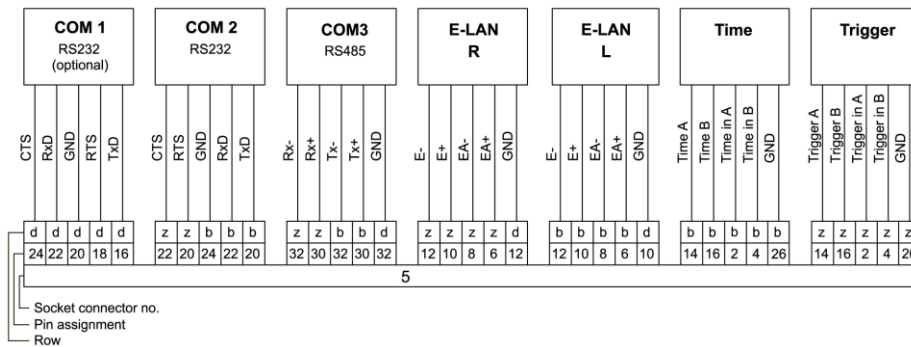 COM 1
RS232
(optional)
COM 2
RS232
COM3
RS485
E-LAN
R
E-LAN
L
Time
Trigger
CTS RxD GND RTS TxD
CTS RTS GND RxD TxD
Rx- Rx+ Tx- Tx+ GND
E- E+ EA- EA+ GND
E- E+ EA- EA+ GND
Time A Time B Time in A Time in B GND
Trigger A Trigger B Trigger in A Trigger in B GND
d d d d d z z b b b z z b b d z z z z d b b b b d b b b b b z z z z z
24 22 20 18 16 22 20 24 22 20 32 30 32 30 32 12 10 8 6 12 12 10 8 6 10 14 16 2 4 26 14 16 2 4
5
Socket connector no.
Pin assignment
Row